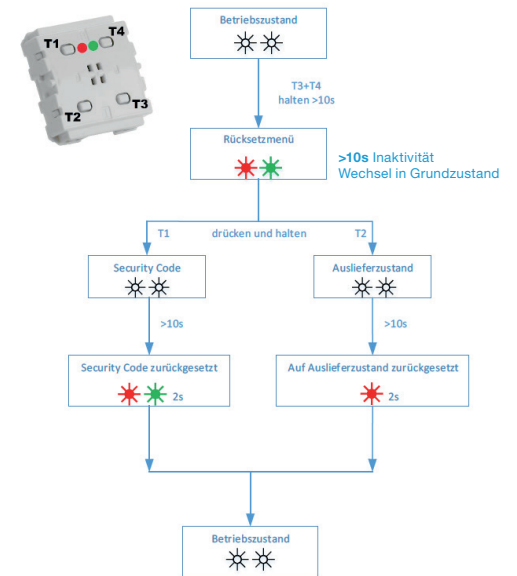 T1
T4
T2
T3
Betriebszustand
T3+T4
halten >10s
Rücksetzmenü
>10s Inaktivität
Wechsel in Grundzustand
T1 drücken und halten T2
Security Code
Auslieferzustand
>10s
>10s
Security Code zurückgesetzt
2s
Auf Auslieferzustand zurückgesetzt
2s
Betriebszustand